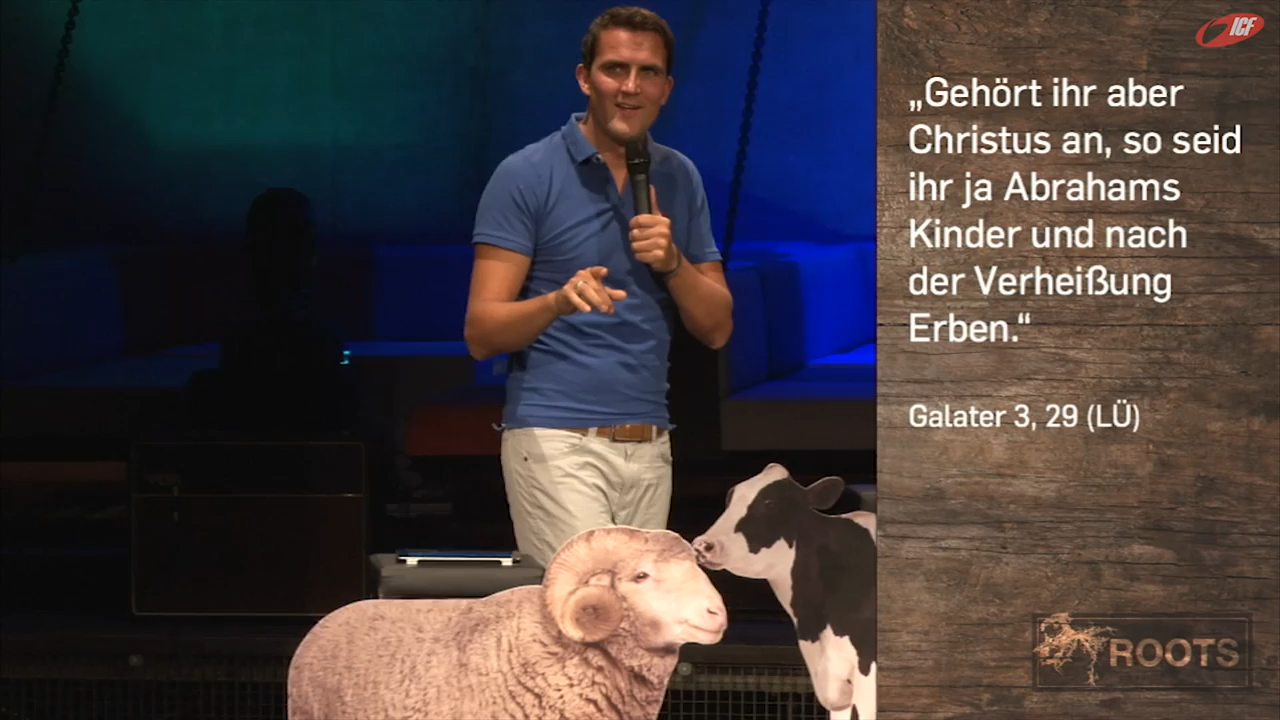 ICF
„Gehört ihr aber
Christus an, so seid
ihr ja Abrahams
Kinder und nach
der Verheißung
Erben.“
Galater 3, 29 (LÜ)
ROOTS